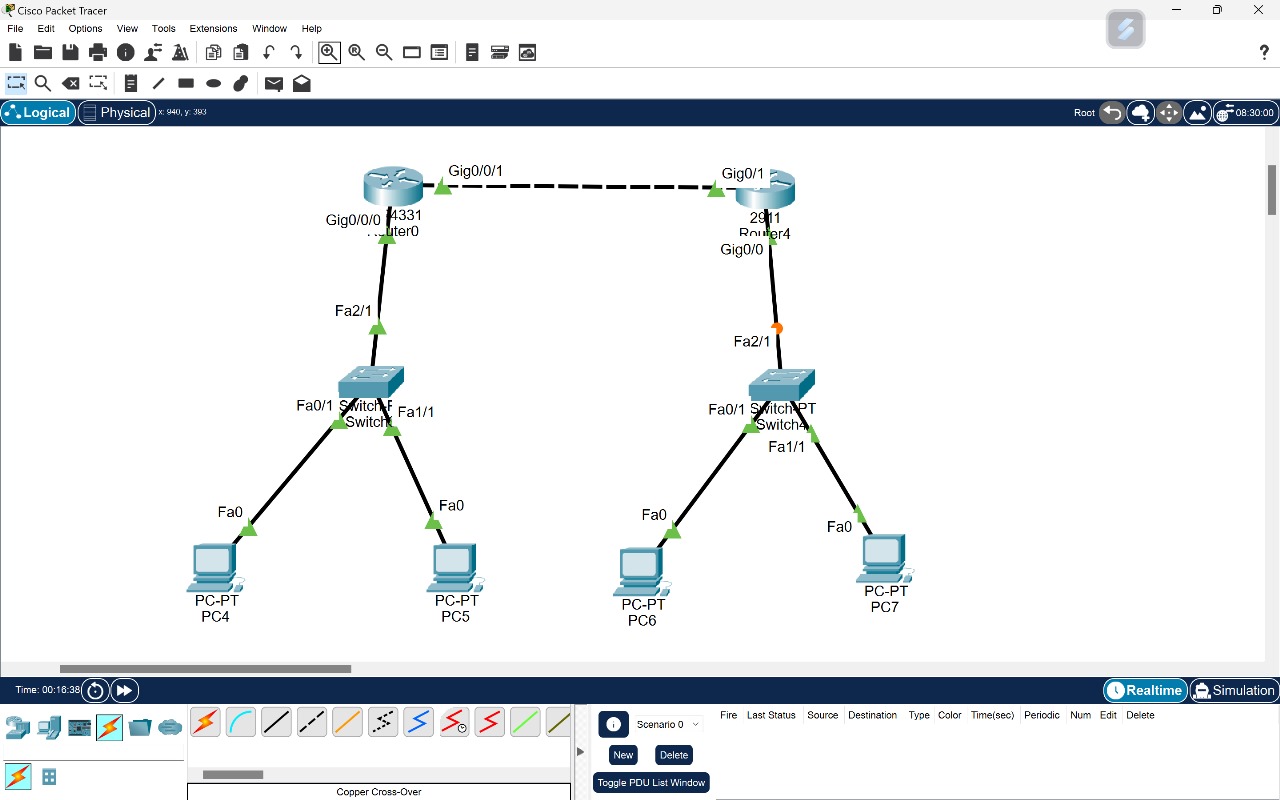 Cisco Packet Tracer
File Edit Options View Tools Extensions Window Help
Logical Physical x: 940, y: 393 Root 08:30:00
Gig0/0/1 Gig0/1
Gig0/0/0 4331 2911
Router4
Gig0/0
Fa2/1
Fa2/1
Fa0/1 Fa1/1 Fa0/1 Switch-PT
Switch4
Fa1/1
Fa0 Fa0 Fa0 Fa0
PC-PT PC-PT PC-PT PC-PT
PC4 PC5 PC6 PC7
Time: 00:16:38 Realtime Simulation
Scenario 0
New Delete
Toggle PDU List Window
Fire Last Status Source Destination Type Color Time(sec) Periodic Num Edit Delete
Copper Cross-Over